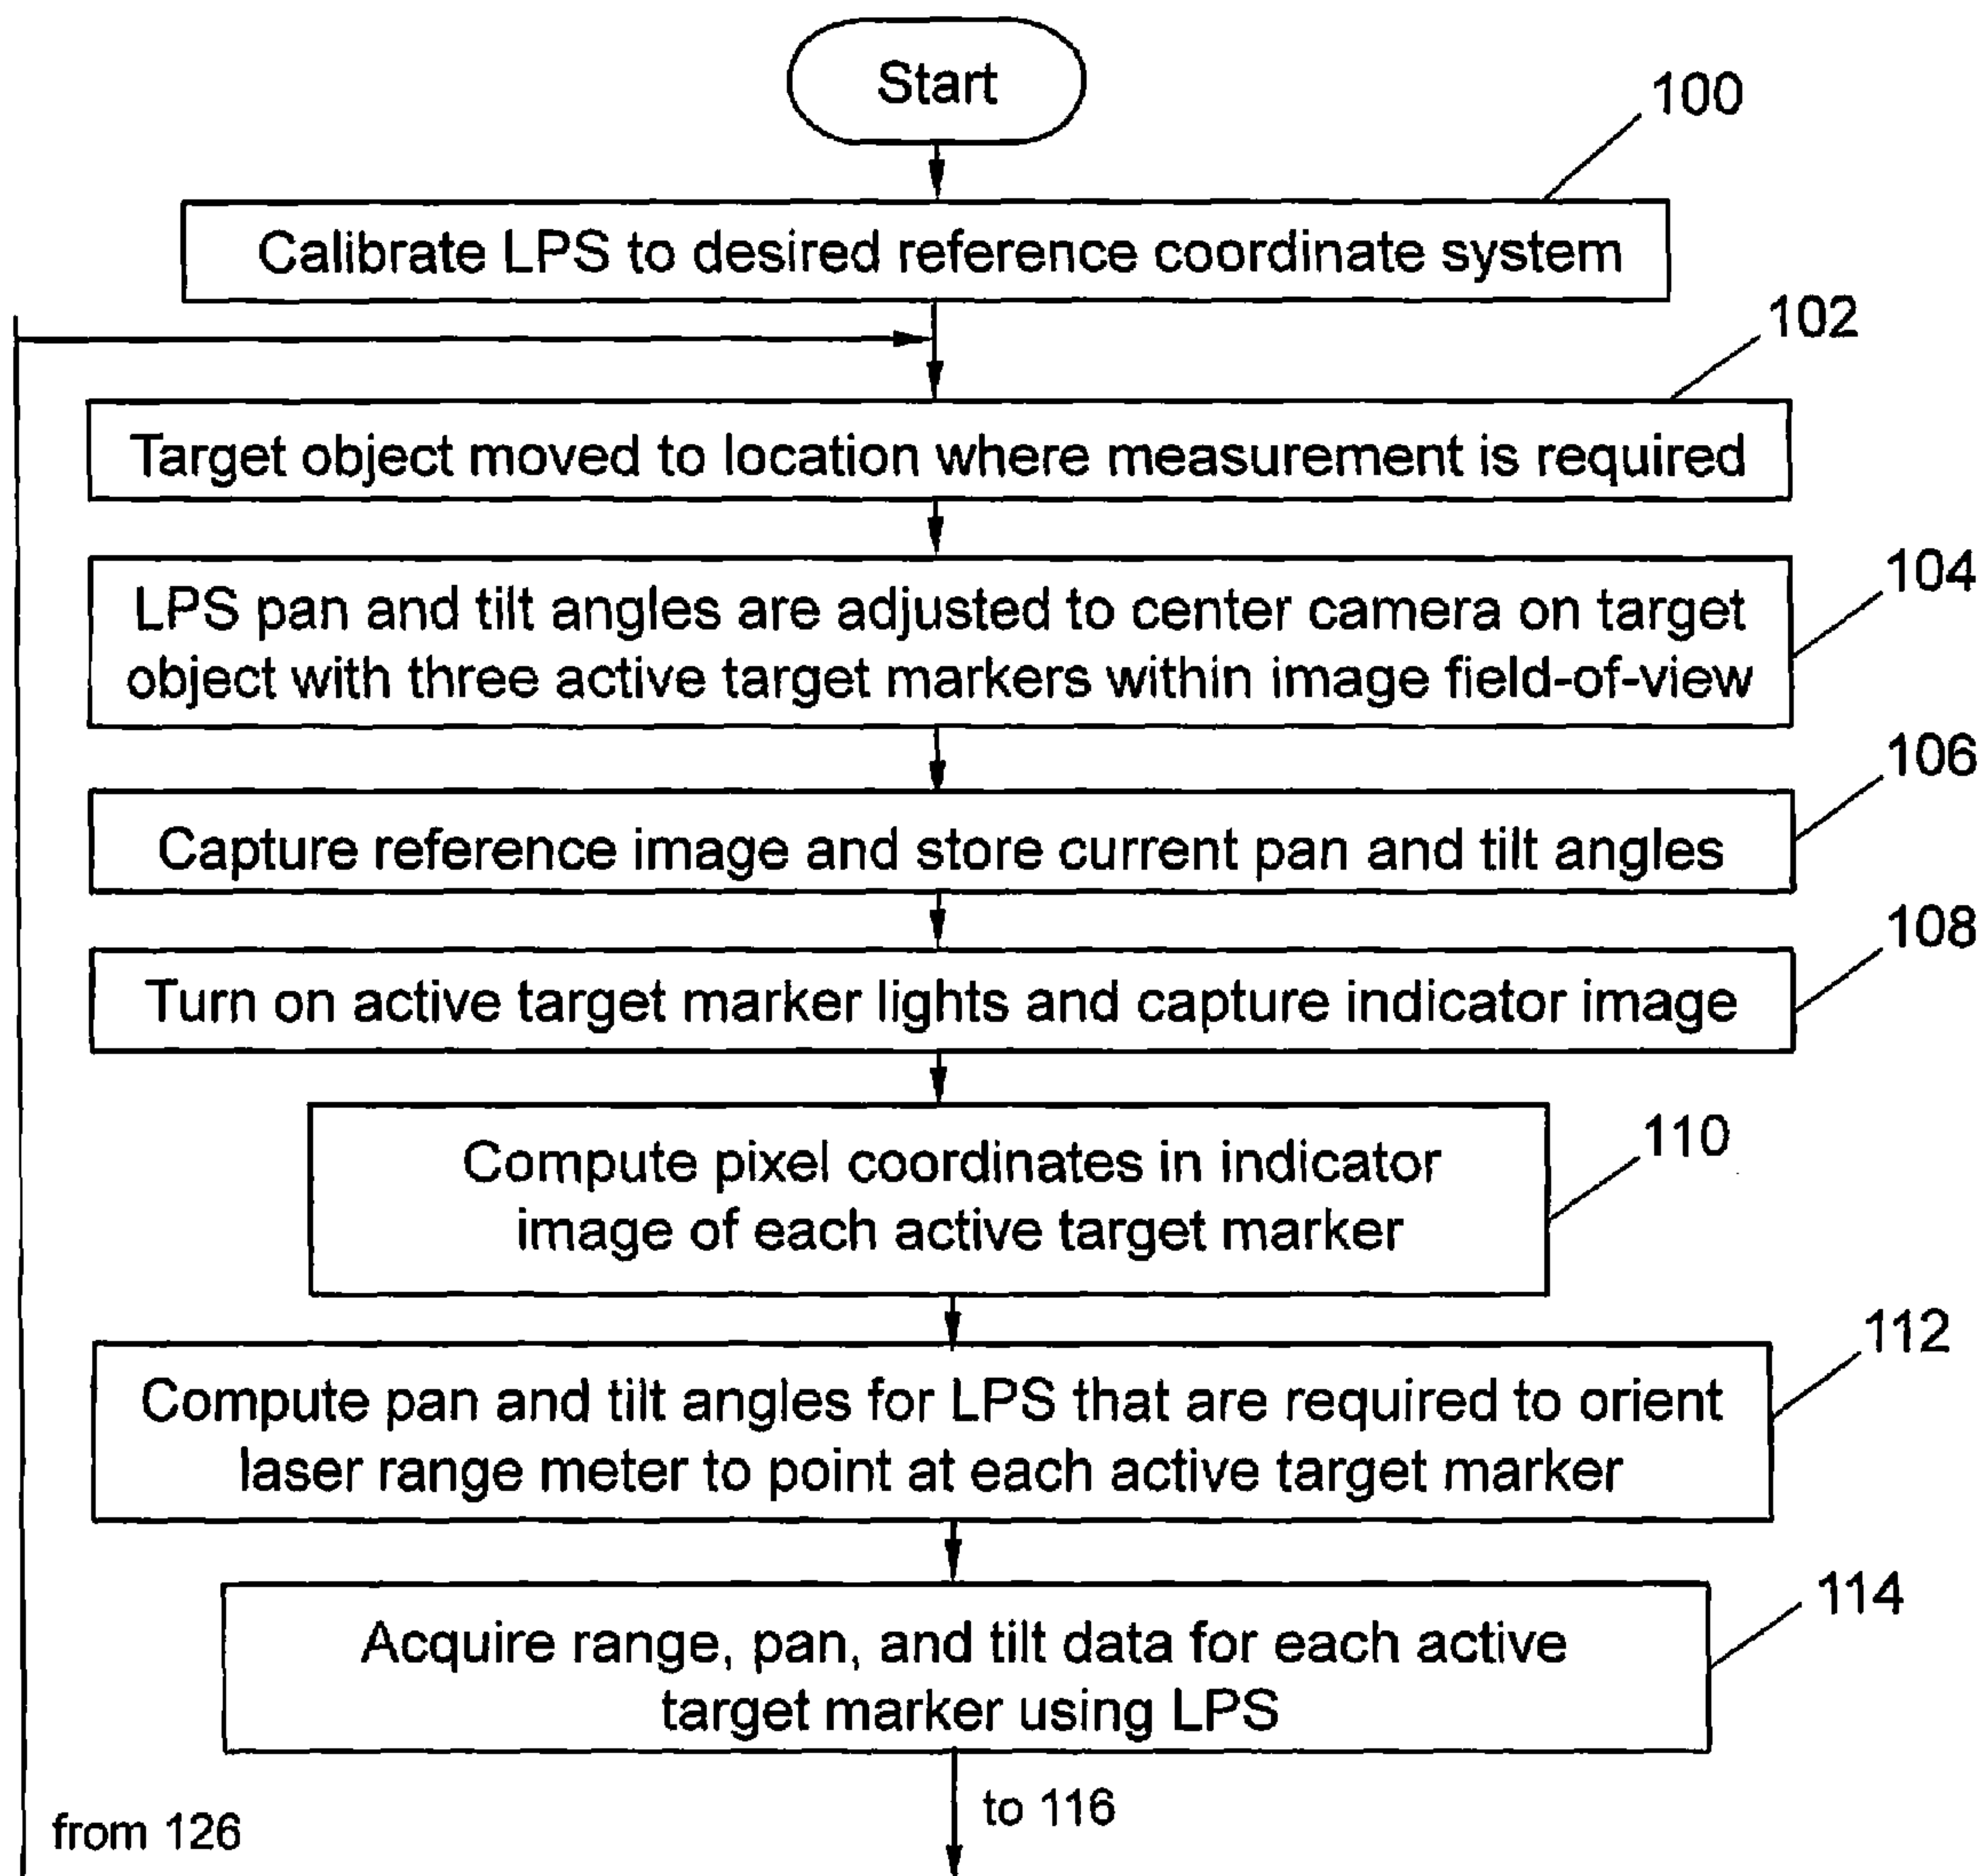 Start
100
Calibrate LPS to desired reference coordinate system
102
Target object moved to location where measurement is required
104
LPS pan and tilt angles are adjusted to center camera on target
object with three active target markers within image field-of-view
106
Capture reference image and store current pan and tilt angles
108
Turn on active target marker lights and capture indicator image
110
Compute pixel coordinates in indicator
image of each active target marker
112
Compute pan and tilt angles for LPS that are required to orient
laser range meter to point at each active target marker
114
Acquire range, pan, and tilt data for each active
target marker using LPS
to 116
from 126